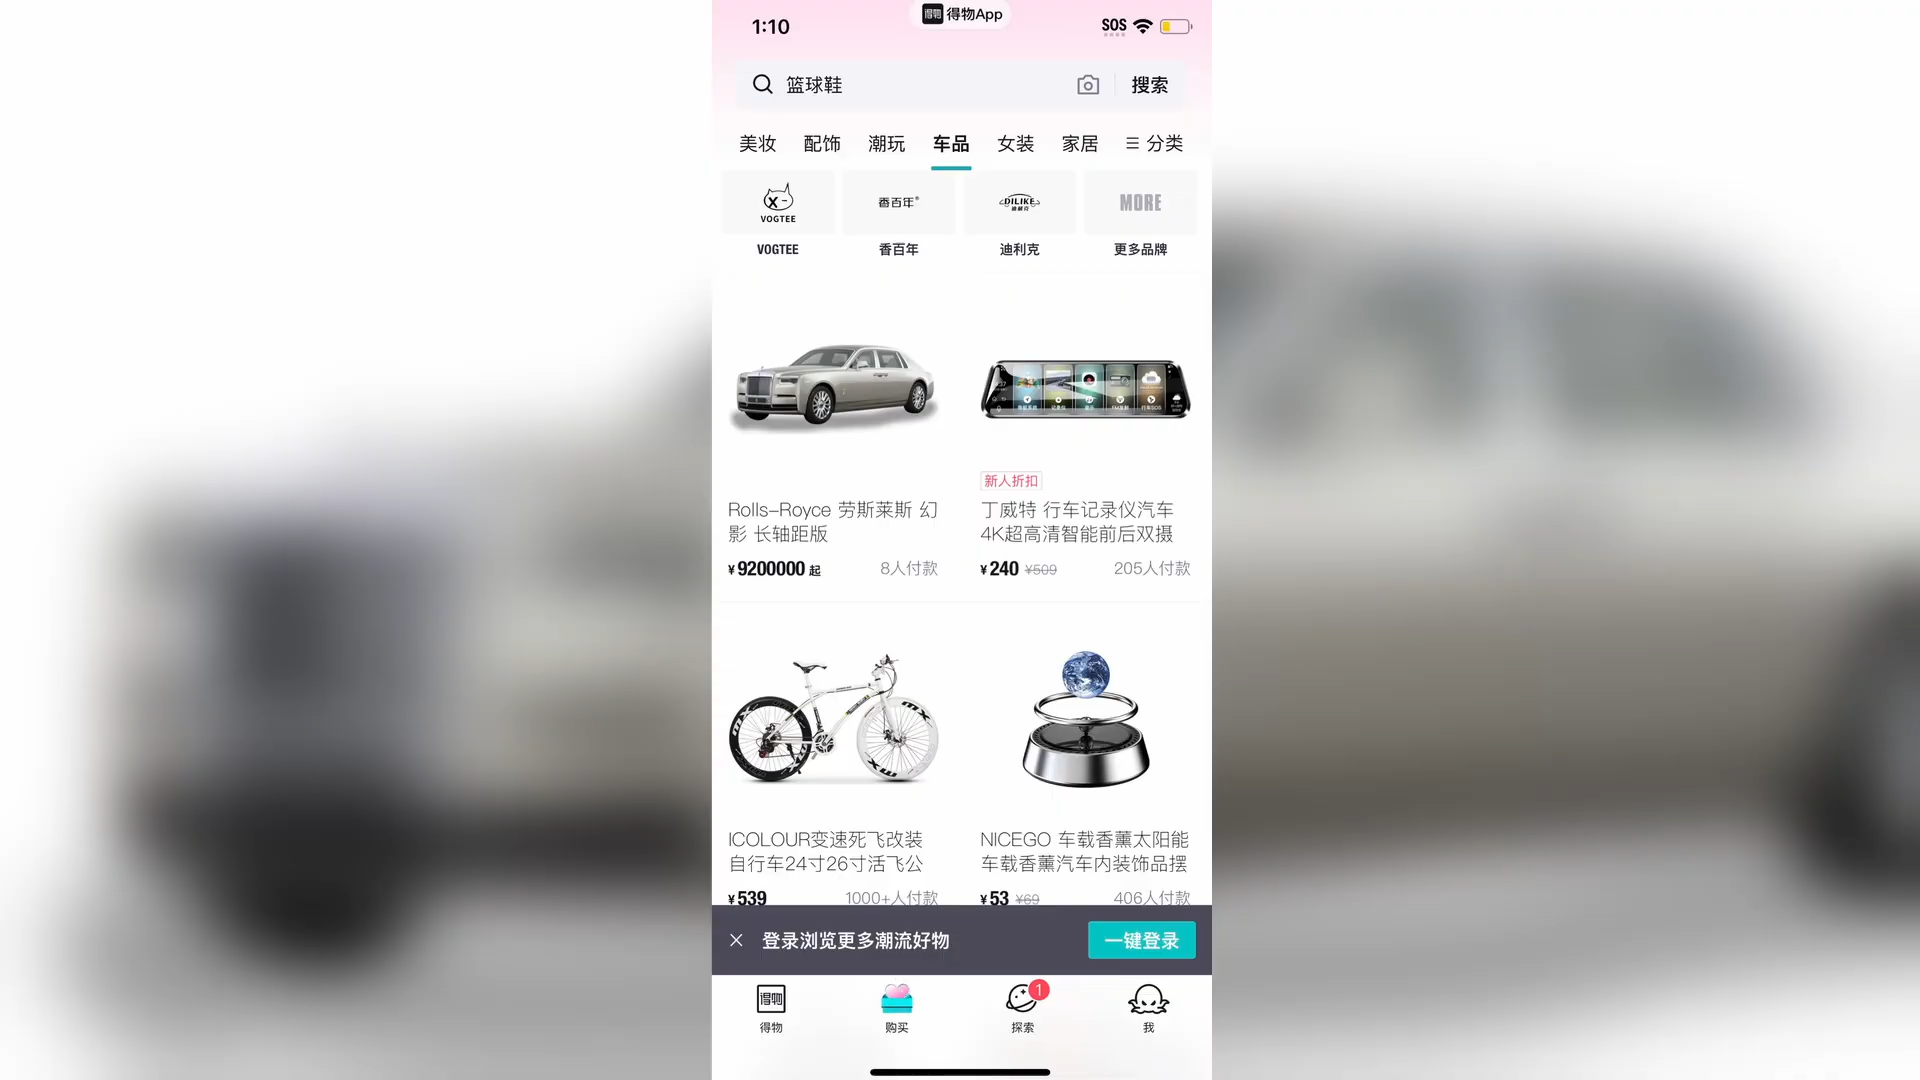 1:10
得物App
SOS
篮球鞋
搜索
美妆 配饰 潮玩 车品 女装 家居 分类
VOGTEE
香百年
DILIKE
MORE
VOGTEE
香百年
迪利克
更多品牌
Rolls-Royce 劳斯莱斯 幻
影 长轴距版
¥9200000 起
8人付款
新人折扣
丁威特 行车记录仪汽车
4K超高清智能前后双摄
¥240 ¥509
205人付款
ICOLOUR变速死飞改装
自行车24寸26寸活飞公
¥539
1000+人付款
NICEGO 车载香薰太阳能
车载香薰汽车内装饰品摆
¥53 ¥69
406人付款
登录浏览更多潮流好物
一键登录
得物
得物
购买
1
探索
我